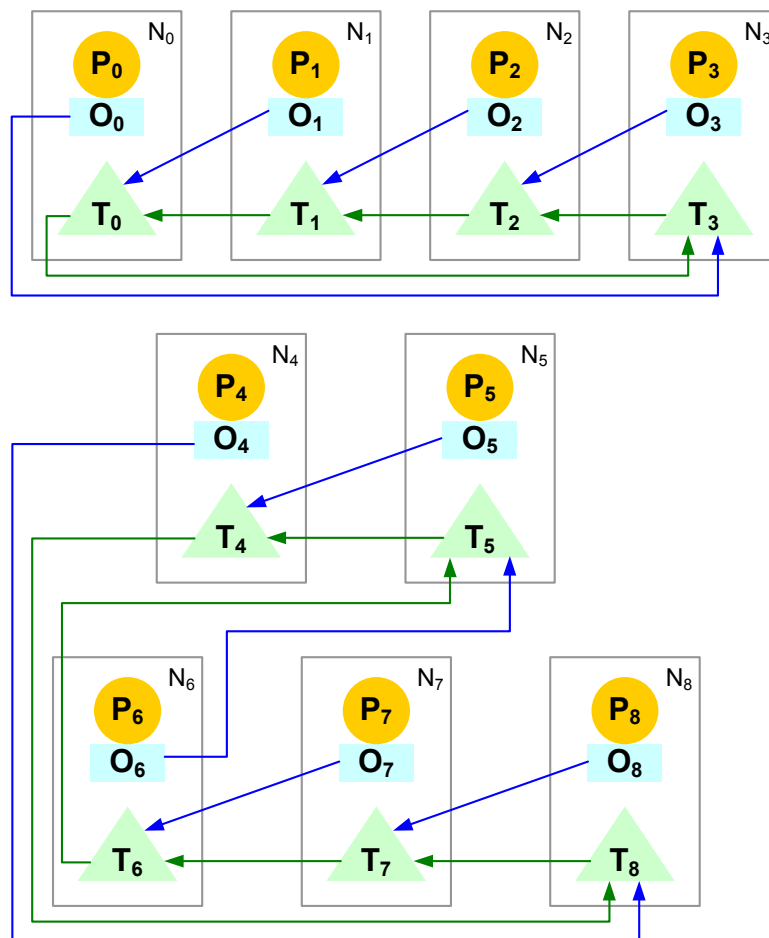 N₀ N₁ N₂ N₃
P₀ P₁ P₂ P₃
O₀ O₁ O₂ O₃
T₀ T₁ T₂ T₃
N₄ N₅
P₄ P₅
O₄ O₅
T₄ T₅
N₆ N₇ N₈
P₆ P₇ P₈
O₆ O₇ O₈
T₆ T₇ T₈